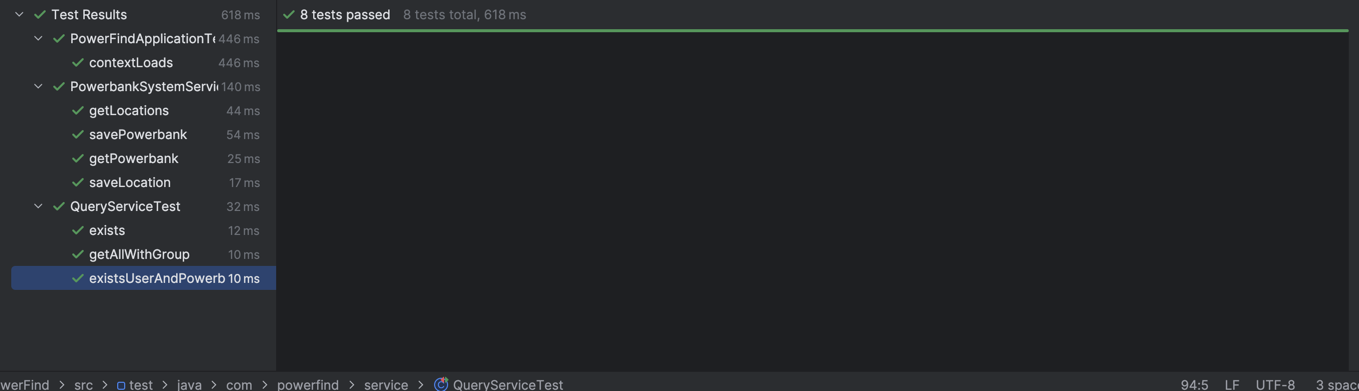 Test Results 618 ms
8 tests passed 8 tests total, 618 ms
PowerFindApplicationTe 446 ms
contextLoads 446 ms
PowerbankSystemServic 140 ms
getLocations 44 ms
savePowerbank 54 ms
getPowerbank 25 ms
saveLocation 17 ms
QueryServiceTest 32 ms
exists 12 ms
getAllWithGroup 10 ms
existsUserAndPowerb 10 ms
werFind > src > test > java > com > powerfind > service > QueryServiceTest 94:5 LF UTF-8 3 spac